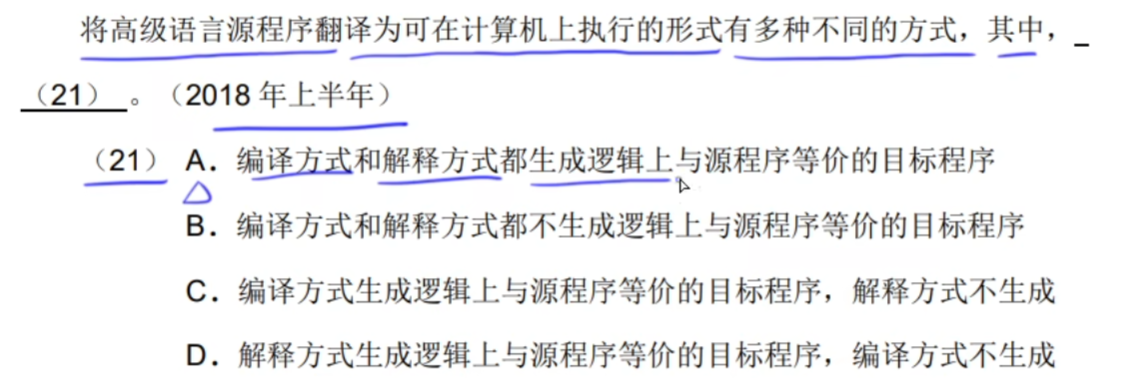 将高级语言源程序翻译为可在计算机上执行的形式有多种不同的方式，其中，_
（21）。（2018 年上半年）
（21） A．编译方式和解释方式都生成逻辑上与源程序等价的目标程序
B．编译方式和解释方式都不生成逻辑上与源程序等价的目标程序
C．编译方式生成逻辑上与源程序等价的目标程序，解释方式不生成
D．解释方式生成逻辑上与源程序等价的目标程序，编译方式不生成